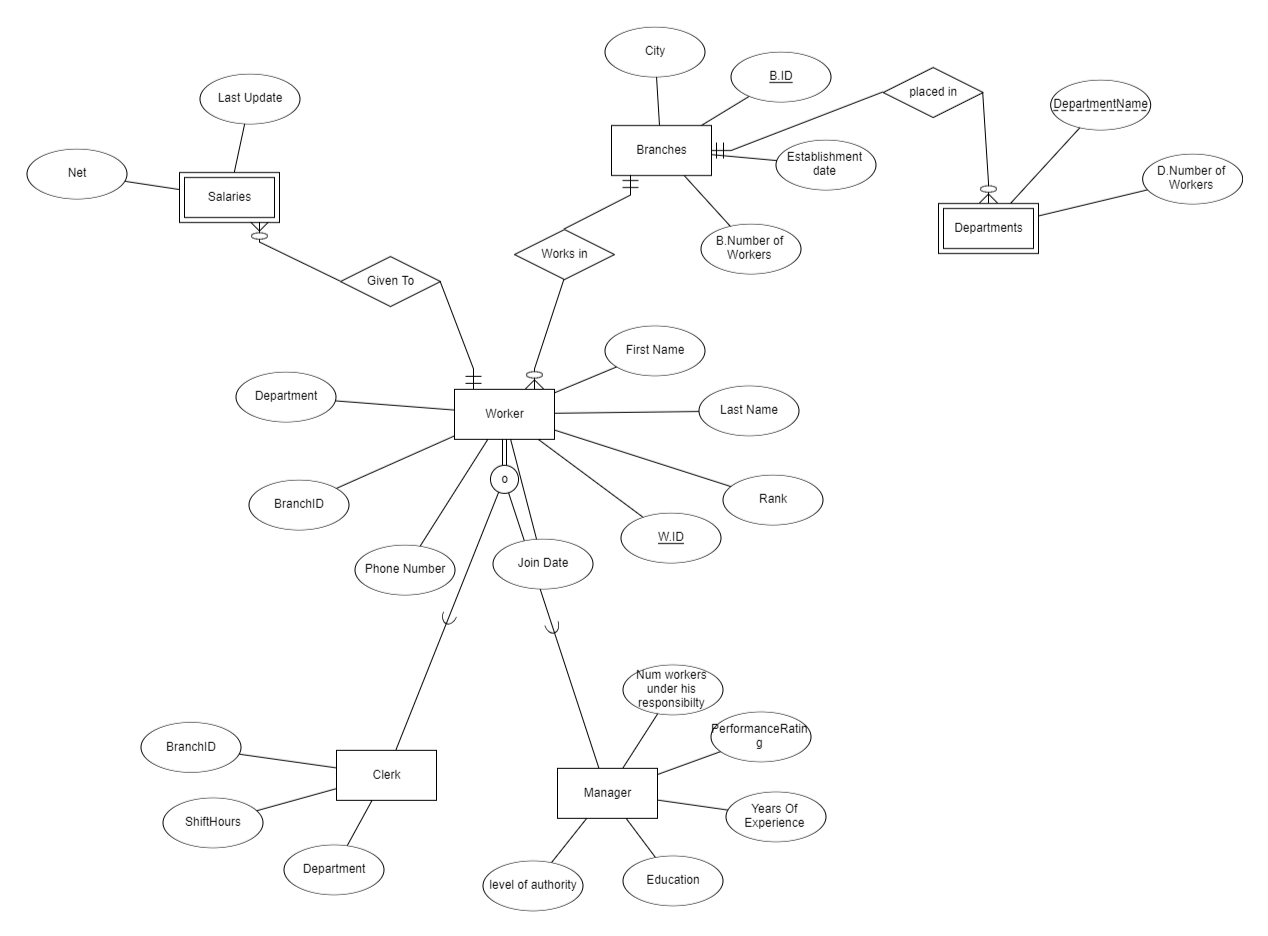 City
B.ID
placed in
DepartmentName
Last Update
Branches
Establishment
date
Net
D.Number of
Workers
Salaries
Departments
B.Number of
Workers
Works in
Given To
First Name
Department
Last Name
Worker
Rank
BranchID
o
W.ID
Phone Number
Join Date
Num workers
under his
responsibilty
PerformanceRatin
g
BranchID
Clerk
Manager
Years Of
Experience
ShiftHours
Department
level of authority
Education